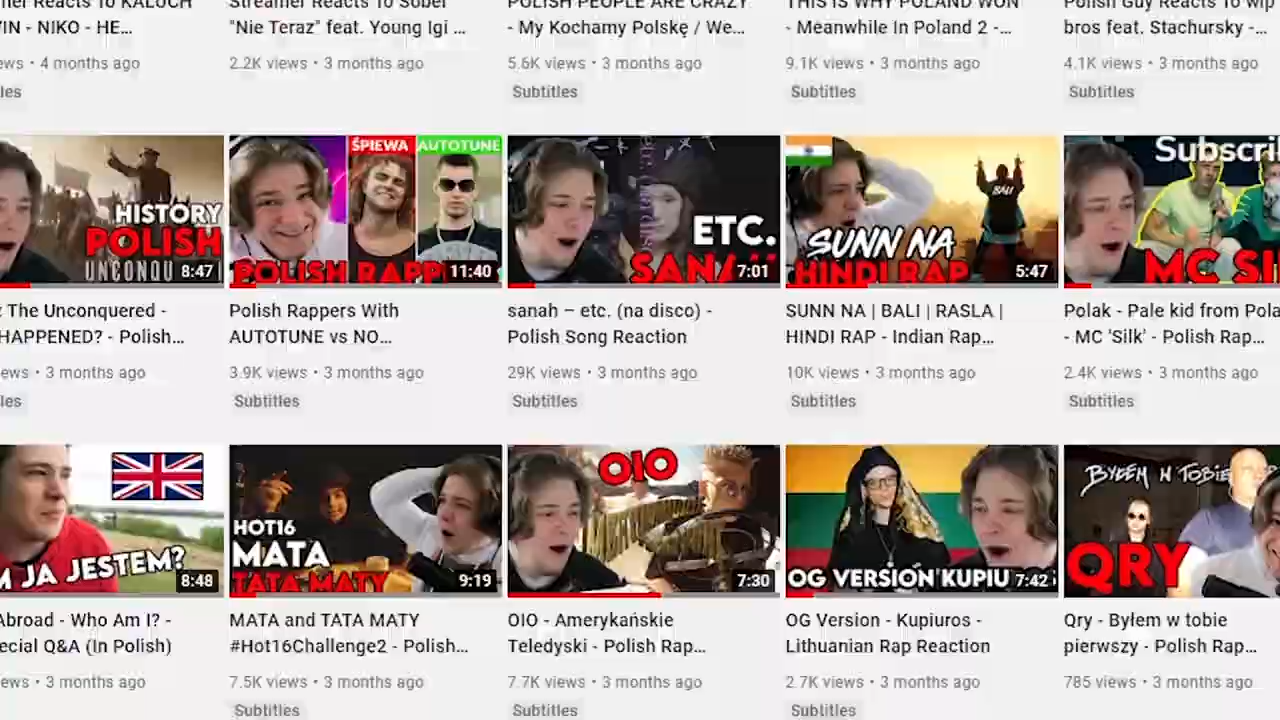 - NIKO - HE...
4 months ago
Streamer Reacts To Sobel
"Nie Teraz" feat. Young Igi ...
2.2K views • 3 months ago
POLISH PEOPLE ARE CRAZY
- My Kochamy Polskę / We...
5.6K views • 3 months ago
Subtitles
THIS IS WHY POLAND WON
- Meanwhile In Poland 2 -...
9.1K views • 3 months ago
Subtitles
Polish Guy Reacts To wip
bros feat. Stachursky -...
4.1K views • 3 months ago
Subtitles
HISTORY
POLISH
UNCONQU
8:47
The Unconquered -
HAPPENED? - Polish...
3 months ago
ŚPIEWA
AUTOTUNE
POLISH RAPP
11:40
Polish Rappers With
AUTOTUNE vs NO...
3.9K views • 3 months ago
Subtitles
ETC.
7:01
sanah – etc. (na disco) -
Polish Song Reaction
29K views • 3 months ago
Subtitles
BALI
SUNN NA
HINDI RAP
5:47
SUNN NA | BALI | RASLA |
HINDI RAP - Indian Rap...
10K views • 3 months ago
Subtitles
Subscri
MC SI
Polak - Pale kid from Pola
- MC 'Silk' - Polish Rap...
2.4K views • 3 months ago
Subtitles
JA JESTEM?
8:48
Abroad - Who Am I? -
ecial Q&A (In Polish)
3 months ago
HOT16
MATA
TATA MATY
9:19
MATA and TATA MATY
#Hot16Challenge2 - Polish...
7.5K views • 3 months ago
Subtitles
OIO
7:30
OIO - Amerykańskie
Teledyski - Polish Rap...
7.7K views • 3 months ago
Subtitles
OG VERSION KUPIU
7:42
OG Version - Kupiuros -
Lithuanian Rap Reaction
2.7K views • 3 months ago
Subtitles
BYŁEM W TOBIE
QRY
Qry - Byłem w tobie
pierwszy - Polish Rap...
785 views • 3 months ago